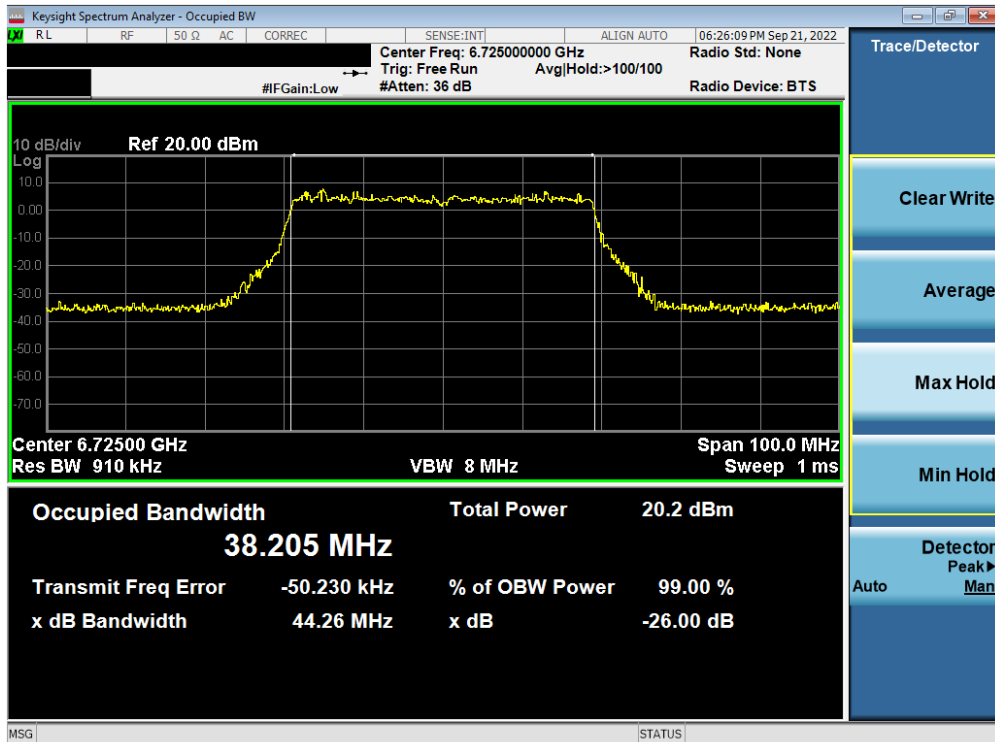 Keysight Spectrum Analyzer - Occupied BW
LXI RL RF 50 Ω AC CORREC SENSE:INT ALIGN AUTO 06:26:09 PM Sep 21, 2022
Center Freq: 6.725000000 GHz Radio Std: None
Trig: Free Run Avg|Hold:>100/100
#IFGain:Low #Atten: 36 dB Radio Device: BTS
Trace/Detector
10 dB/div Ref 20.00 dBm
Log
10.0
0.00
-10.0
-20.0
-30.0
-40.0
-50.0
-60.0
-70.0
Center 6.72500 GHz Span 100.0 MHz
Res BW 910 kHz VBW 8 MHz Sweep 1 ms
Occupied Bandwidth Total Power 20.2 dBm
38.205 MHz
Transmit Freq Error -50.230 kHz % of OBW Power 99.00 %
x dB Bandwidth 44.26 MHz x dB -26.00 dB
Clear Write
Average
Max Hold
Min Hold
Detector
Peak▶
Auto Man
MSG STATUS